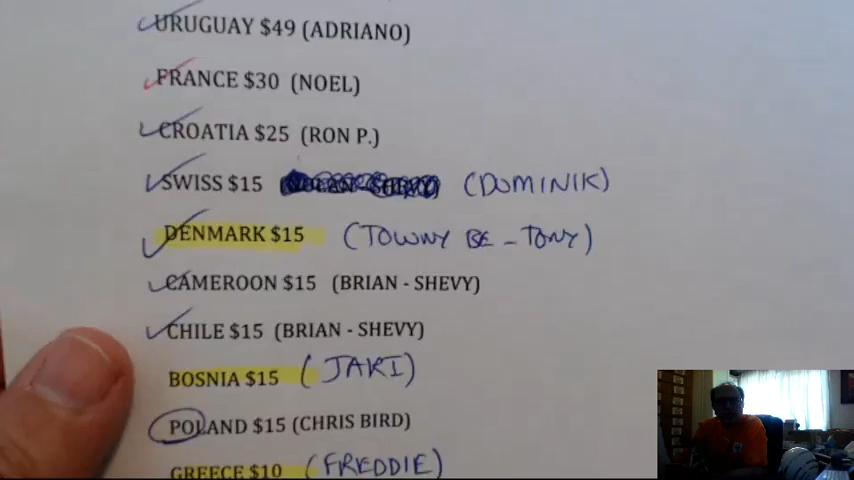 URUGUAY $49 (ADRIANO)
FRANCE $30 (NOEL)
CROATIA $25 (RON P.)
SWISS $15 (DOMINIK)
DENMARK $15 (TOWNY BE - TONY)
CAMEROON $15 (BRIAN - SHEVY)
CHILE $15 (BRIAN - SHEVY)
BOSNIA $15 (JAKI)
POLAND $15 (CHRIS BIRD)
GREECE $10 (FREDDIE)